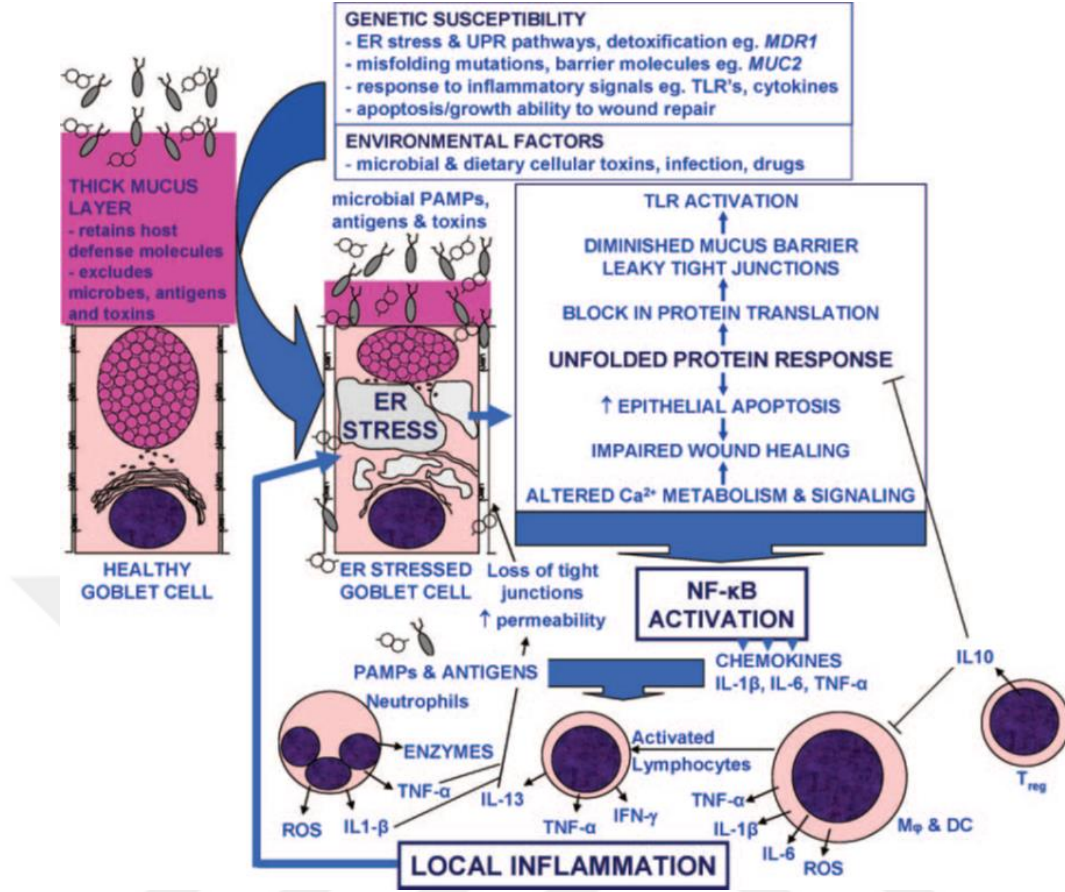 GENETIC SUSCEPTIBILITY
- ER stress & UPR pathways, detoxification eg. MDR1
- misfolding mutations, barrier molecules eg. MUC2
- response to inflammatory signals eg. TLR's, cytokines
- apoptosis/growth ability to wound repair
ENVIRONMENTAL FACTORS
- microbial & dietary cellular toxins, infection, drugs
THICK MUCUS
LAYER
- retains host
defense molecules
- excludes
microbes, antigens
and toxins
HEALTHY
GOBLET CELL
microbial PAMPs,
antigens & toxins
ER
STRESS
ER STRESSED
GOBLET CELL
TLR ACTIVATION
DIMINISHED MUCUS BARRIER
LEAKY TIGHT JUNCTIONS
BLOCK IN PROTEIN TRANSLATION
UNFOLDED PROTEIN RESPONSE
↑ EPITHELIAL APOPTOSIS
IMPAIRED WOUND HEALING
ALTERED Ca²⁺ METABOLISM & SIGNALING
Loss of tight
junctions
↑ permeability
NF-κB
ACTIVATION
CHEMOKINES
IL-1β, IL-6, TNF-α
PAMPs & ANTIGENS
Neutrophils
ENZYMES
TNF-α
IL1-β
ROS
IL-13
TNF-α
IFN-γ
Activated
Lymphocytes
TNF-α
IL-1β
IL-6
ROS
Mφ & DC
IL10
Treg
LOCAL INFLAMMATION